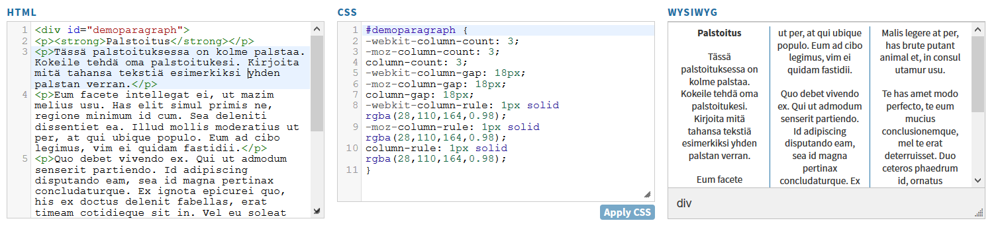 HTML
1 <div id="demoparagraph">
2 <p><strong>Palstoitus</strong></p>
3 <p>Tässä palstoituksessa on kolme palstaa.
Kokeile tehdä oma palstoitukesi. Kirjoita
mitä tahansa tekstiä esimerkiksi yhden
palstan verran.</p>
4 <p>Eum facete intellegat ei, ut mazim
melius usu. Has elit simul primis ne,
regione minimum id cum. Sea deleniti
dissentiet ea. Illud mollis moderatius ut
per, at qui ubique populo. Eum ad cibo
legimus, vim ei quidam fastidii.</p>
5 <p>Quo debet vivendo ex. Qui ut admodum
senserit partiendo. Id adipiscing
disputando eam, sea id magna pertinax
concludaturque. Ex ignota epicurei quo,
his ex doctus delenit fabellas, erat
timeam cotidieque sit in. Vel eu soleat
CSS
1 #demoparagraph {
2 -webkit-column-count: 3;
3 -moz-column-count: 3;
4 column-count: 3;
5 -webkit-column-gap: 18px;
6 -moz-column-gap: 18px;
7 column-gap: 18px;
8 -webkit-column-rule: 1px solid
rgba(28,110,164,0.98);
9 -moz-column-rule: 1px solid
rgba(28,110,164,0.98);
10 column-rule: 1px solid
rgba(28,110,164,0.98);
11 }
Apply CSS
WYSIWYG
Palstoitus
Tässä
palstoituksessa on
kolme palstaa.
Kokeile tehdä oma
palstoitukesi.
Kirjoita mitä
tahansa tekstiä
esimerkiksi yhden
palstan verran.
Eum facete
ut per, at qui ubique
populo. Eum ad cibo
legimus, vim ei
quidam fastidii.
Quo debet vivendo
ex. Qui ut admodum
senserit partiendo.
Id adipiscing
disputando eam,
sea id magna
pertinax
concludaturque. Ex
Malis legere at per,
has brute putant
animal et, in consul
utamur usu.
Te has amet modo
perfecto, te eum
mucius
conclusionemque,
mel te erat
deterruisset. Duo
ceteros phaedrum
id, ornatus
div